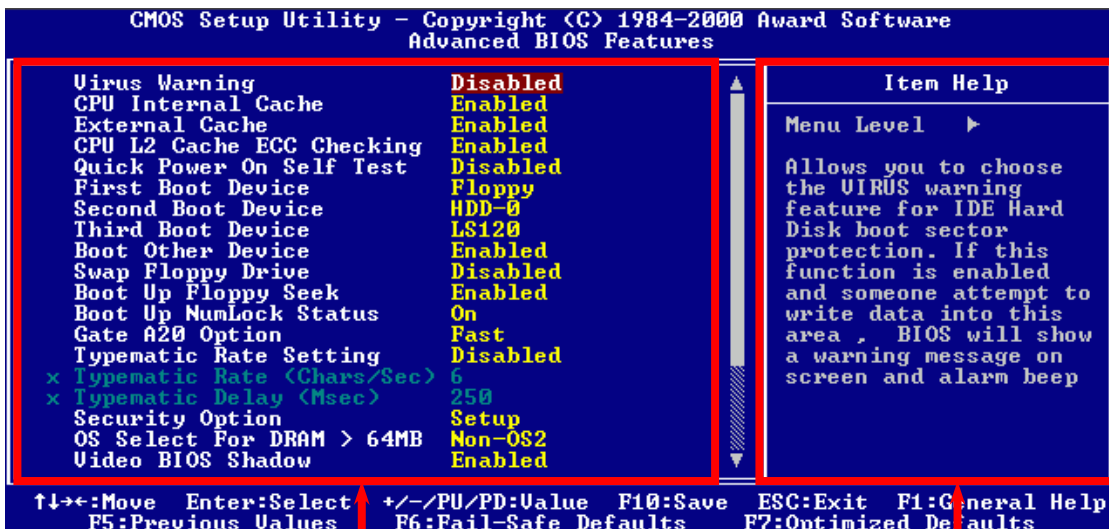 CMOS Setup Utility – Copyright (C) 1984–2000 Award Software
Advanced BIOS Features
Virus Warning Disabled
CPU Internal Cache Enabled
External Cache Enabled
CPU L2 Cache ECC Checking Enabled
Quick Power On Self Test Disabled
First Boot Device Floppy
Second Boot Device HDD-0
Third Boot Device LS120
Boot Other Device Enabled
Swap Floppy Drive Disabled
Boot Up Floppy Seek Enabled
Boot Up NumLock Status On
Gate A20 Option Fast
Typematic Rate Setting Disabled
x Typematic Rate (Chars/Sec) 6
x Typematic Delay (Msec) 250
Security Option Setup
OS Select For DRAM > 64MB Non-OS2
Video BIOS Shadow Enabled
Item Help
Menu Level ►
Allows you to choose
the VIRUS warning
feature for IDE Hard
Disk boot sector
protection. If this
function is enabled
and someone attempt to
write data into this
area , BIOS will show
a warning message on
screen and alarm beep
↑↓→←:Move Enter:Select +/-/PU/PD:Value F10:Save ESC:Exit F1:General Help
F5:Previous Values F6:Fail-Safe Defaults F7:Optimized Defaults